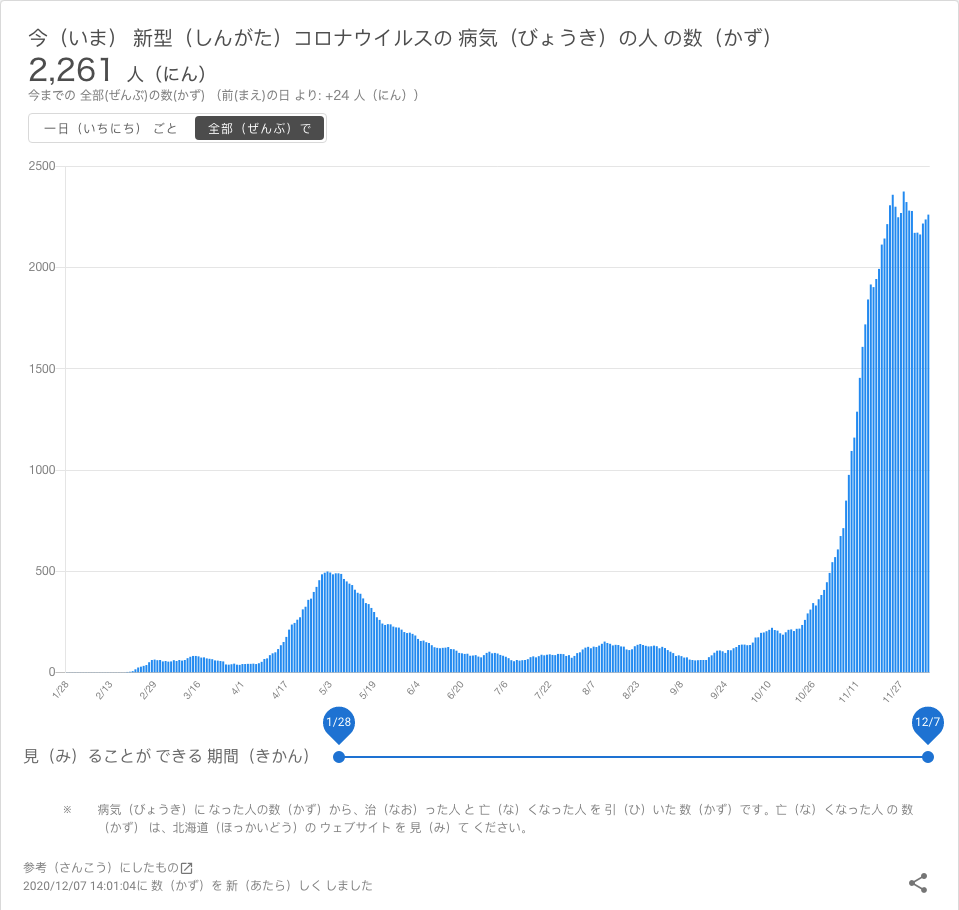 今（いま） 新型（しんがた）コロナウイルスの 病気（びょうき）の人 の数（かず）
2,261 人（にん）
今までの 全部(ぜんぶ)の数(かず) （前(まえ)の日 より: +24 人（にん））
一日（いちにち） ごと 全部（ぜんぶ）で
2500
2000
1500
1000
500
0
1/28 2/13 2/29 3/16 4/1 4/17 5/3 5/19 6/4 6/20 7/6 7/22 8/7 8/23 9/8 9/24 10/10 10/26 11/11 11/27
1/28 12/7
見（み）ることが できる 期間（きかん）
※ 病気（びょうき）に なった人の数（かず）から、治（なお）った人 と 亡（な）くなった人 を 引（ひ）いた 数（かず）です。亡（な）くなった人 の 数
（かず） は、北海道（ほっかいどう）の ウェブサイト を 見（み）て ください。
参考（さんこう）にしたもの
2020/12/07 14:01:04に 数（かず）を 新（あたら）しく しました